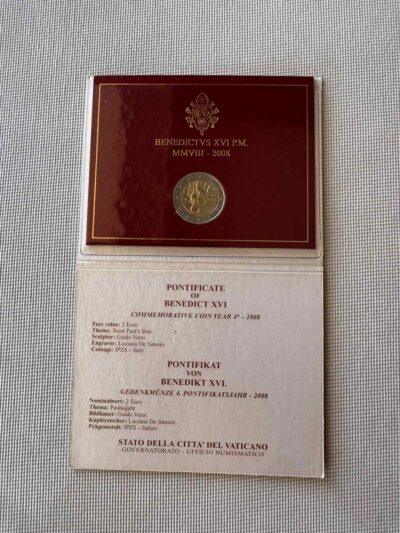 BENEDICTVS XVI P.M.
MMVIII - 2008
PONTIFICATE
OF
BENEDICT XVI
COMMEMORATIVE COIN YEAR 4° - 2008
Face value: 2 Euro
Theme: Saint Paul's Year
Sculptor: Guido Veroi
Engraver: Luciana De Simoni
Coinage: IPZS – Italy
PONTIFIKAT
VON
BENEDIKT XVI.
GEDENKMÜNZE 4. PONTIFIKATSJAHR - 2008
Nominalwert: 2 Euro
Thema: Paulusjahr
Bildhauer: Guido Veroi
Kupferstecher: Luciana De Simoni
Prägeanstalt: IPZS – Italien
STATO DELLA CITTA' DEL VATICANO
GOVERNATORATO - UFFICIO NUMISMATICO